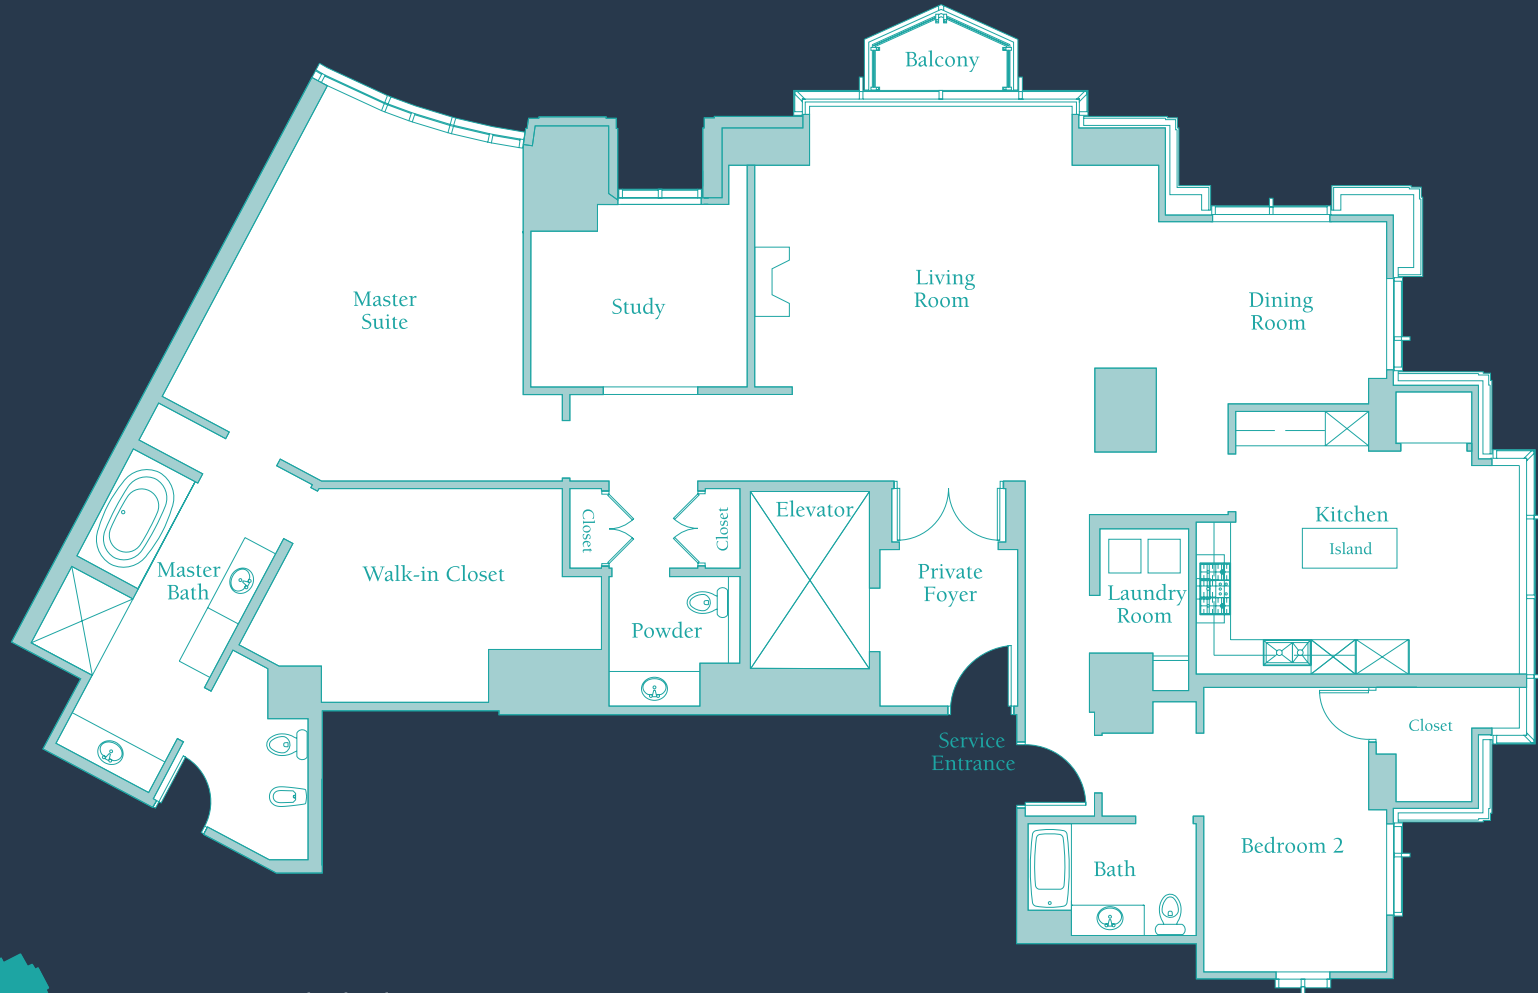 Balcony
Master
Suite
Study
Living
Room
Dining
Room
Kitchen
Island
Elevator
Closet
Closet
Walk-in Closet
Master
Bath
Powder
Private
Foyer
Laundry
Room
Service
Entrance
Closet
Bedroom 2
Bath